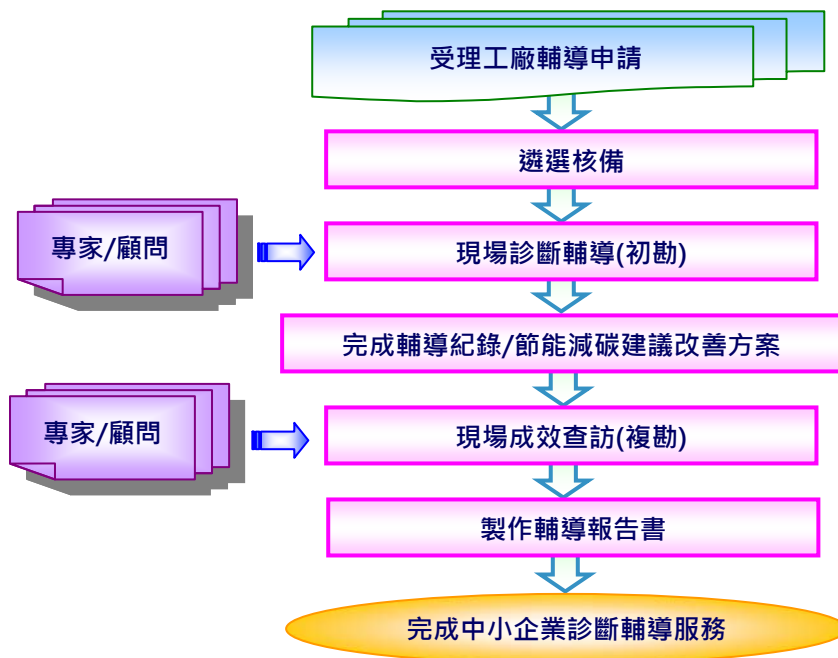 受理工廠輔導申請
遴選核備
專家/顧問
現場診斷輔導(初勘)
完成輔導紀錄/節能減碳建議改善方案
專家/顧問
現場成效查訪(複勘)
製作輔導報告書
完成中小企業診斷輔導服務